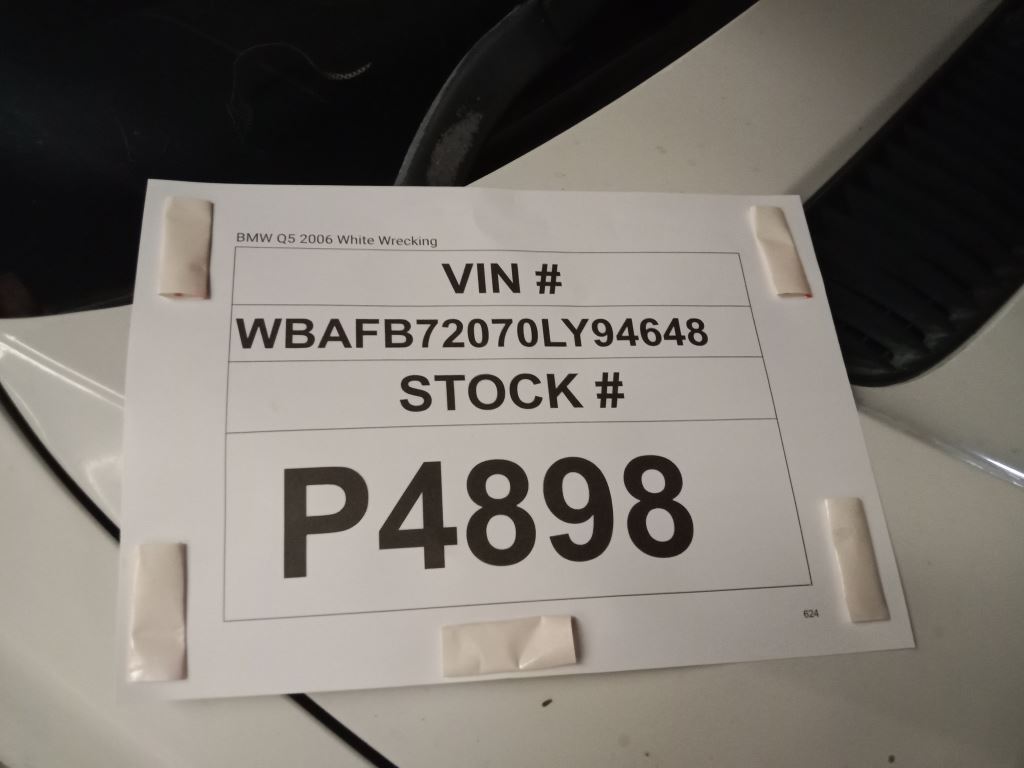 BMW Q5 2006 White Wrecking
VIN #
WBAFB72070LY94648
STOCK #
P4898
624